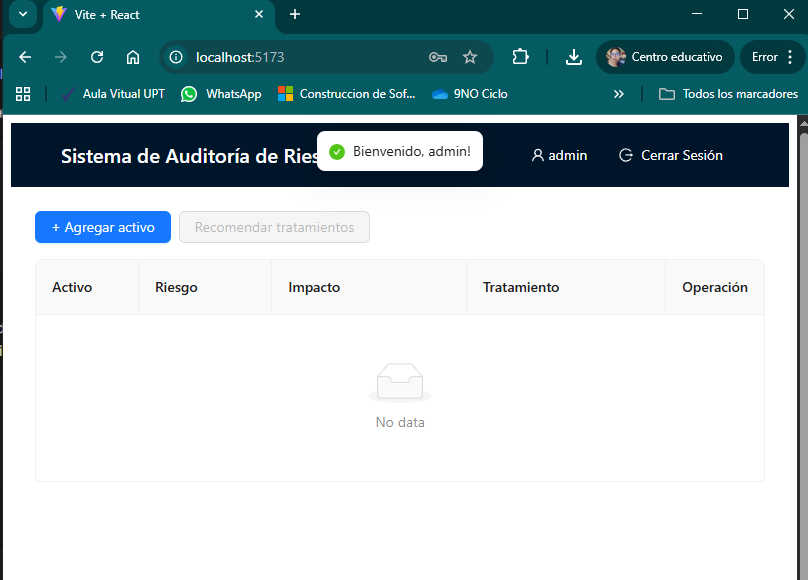 Vite + React
localhost:5173
Centro educativo
Error
Aula Vitual UPT
WhatsApp
Construccion de Sof...
9NO Ciclo
Todos los marcadores
Sistema de Auditoría de Ries
Bienvenido, admin!
admin
Cerrar Sesión
+ Agregar activo
Recomendar tratamientos
Activo
Riesgo
Impacto
Tratamiento
Operación
No data